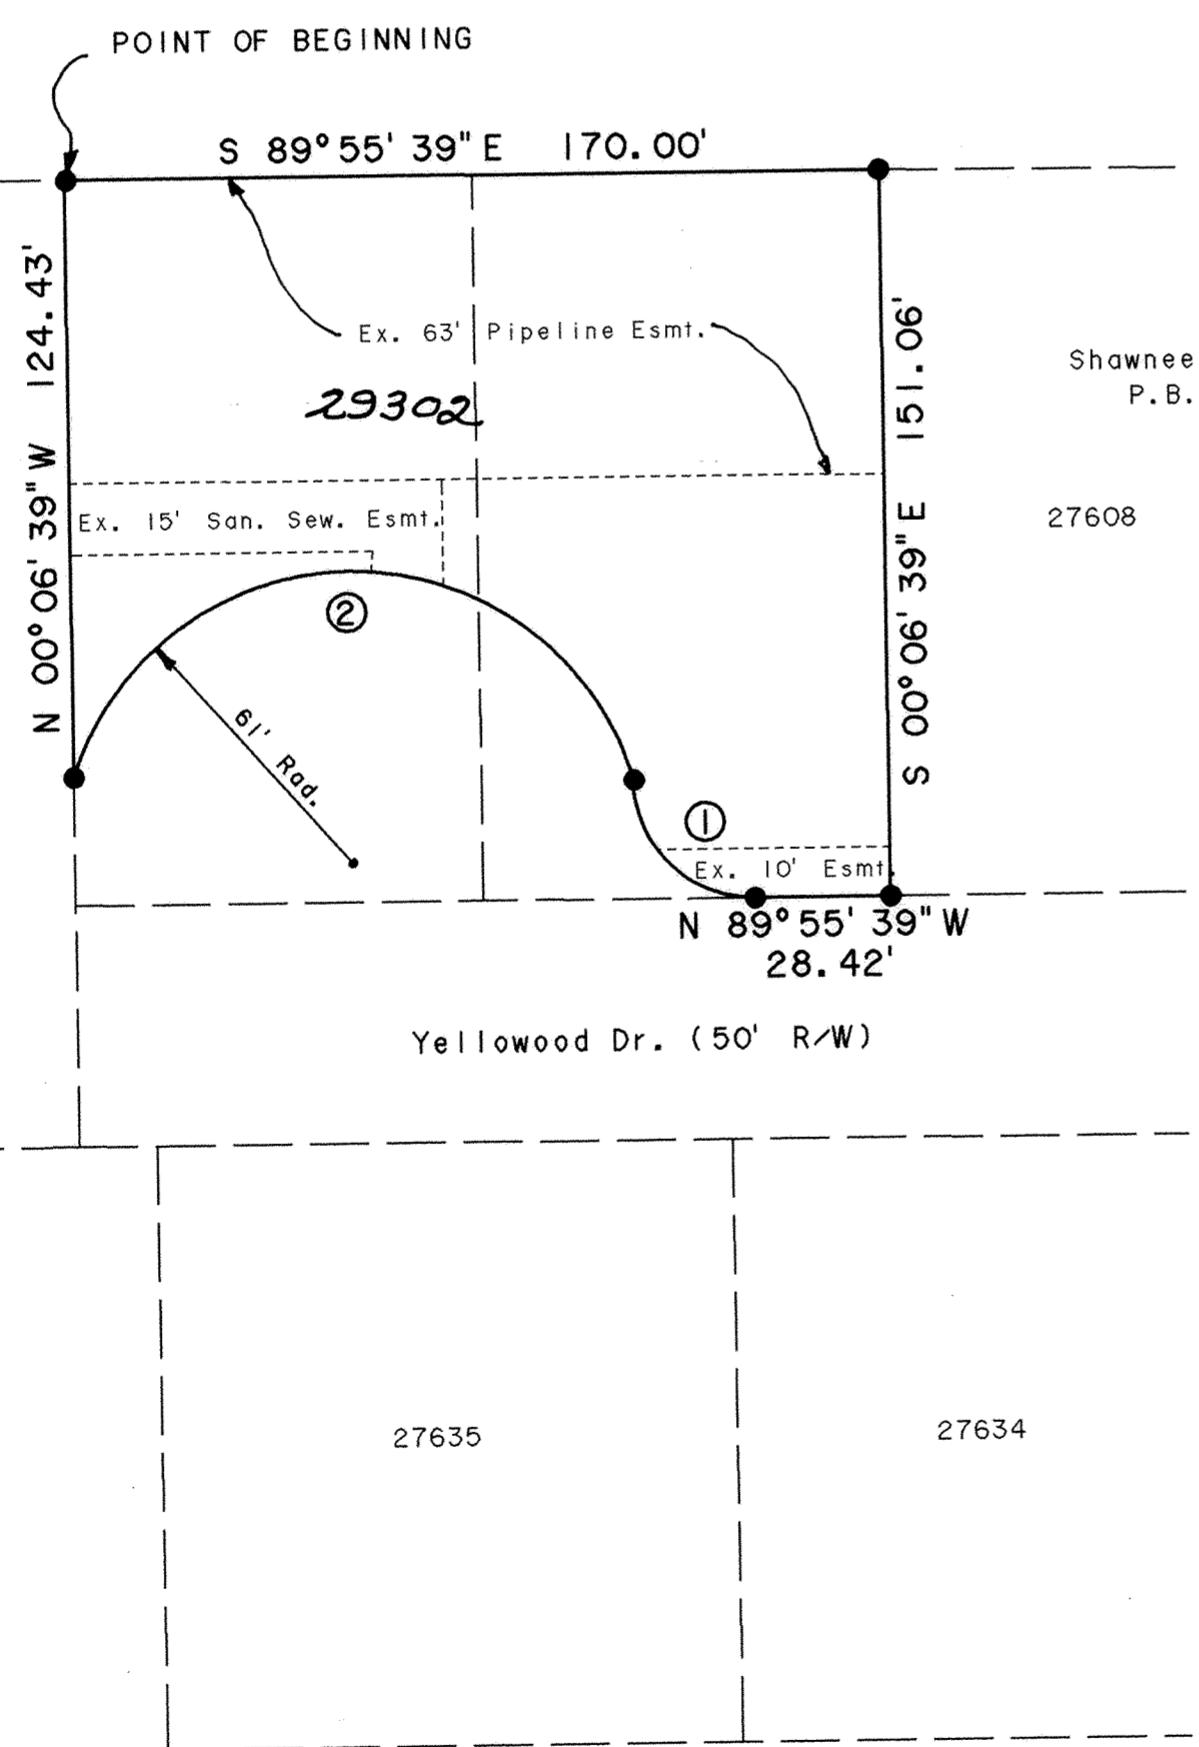 POINT OF BEGINNING
S 89°55' 39" E 170.00'
N 00°06' 39" W 124.43'
Ex. 63' Pipeline Esmt.
29302
S 00°06' 39" E 151.06'
Shawnee
P.B.
27608
Ex. 15' San. Sew. Esmt.
2
61' Rad.
1
Ex. 10' Esmt.
N 89°55' 39" W
28.42'
Yellowood Dr. (50' R/W)
27635
27634